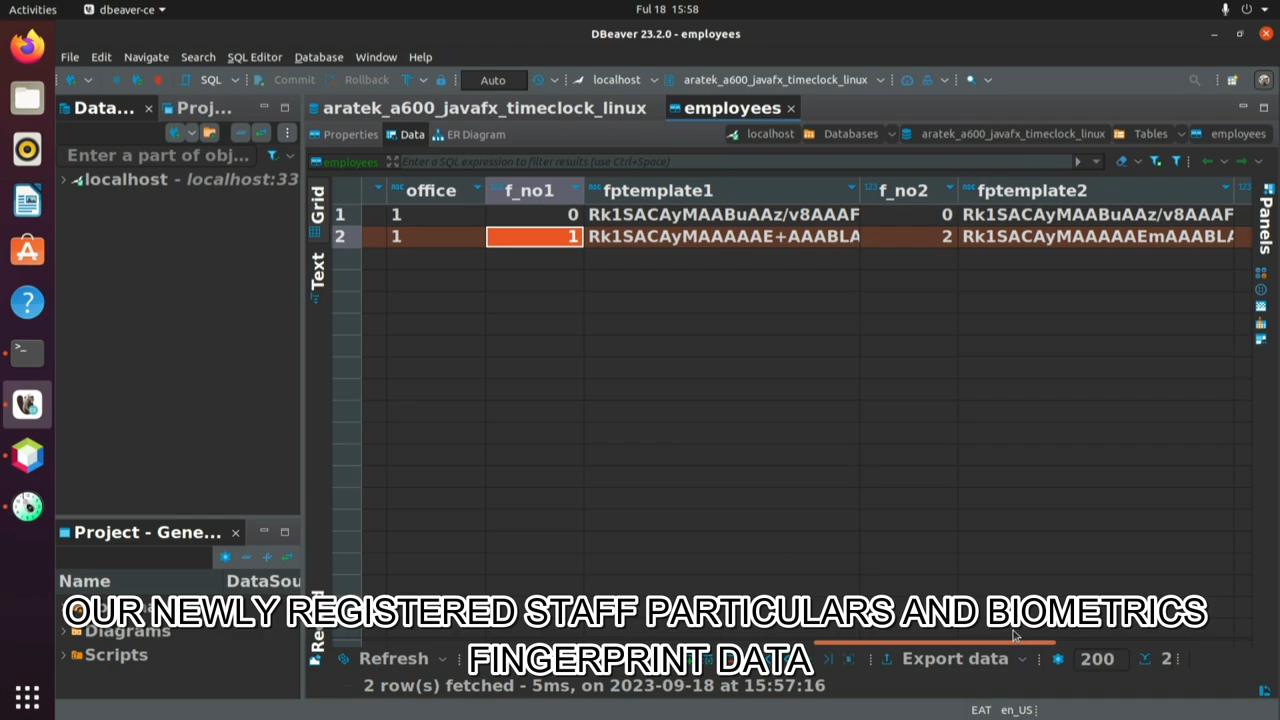 Activities dbeaver-ce Ful 18 15:58
DBeaver 23.2.0 - employees
File Edit Navigate Search SQL Editor Database Window Help
SQL Commit Rollback Auto localhost aratek_a600_javafx_timeclock_linux
Data... Proj... aratek_a600_javafx_timeclock_linux employees
Properties Data ER Diagram localhost Databases aratek_a600_javafx_timeclock_linux Tables employees
Enter a part of obj... employees Enter a SQL expression to filter results (use Ctrl+Space)
localhost - localhost:33
Grid
Text
Panels
office f_no1 fptemplate1 f_no2 fptemplate2
1 1 0 Rk1SACAyMAABuAAz/v8AAAF 0 Rk1SACAyMAABuAAz/v8AAAF
2 1 1 Rk1SACAyMAAAAAE+AAABLA 2 Rk1SACAyMAAAAAEmAAABLA
Project - Gene...
Name DataSou
OUR NEWLY REGISTERED STAFF PARTICULARS AND BIOMETRICS
FINGERPRINT DATA
Diagrams
Scripts
Refresh Export data 200 2
2 row(s) fetched - 5ms, on 2023-09-18 at 15:57:16
EAT en_US